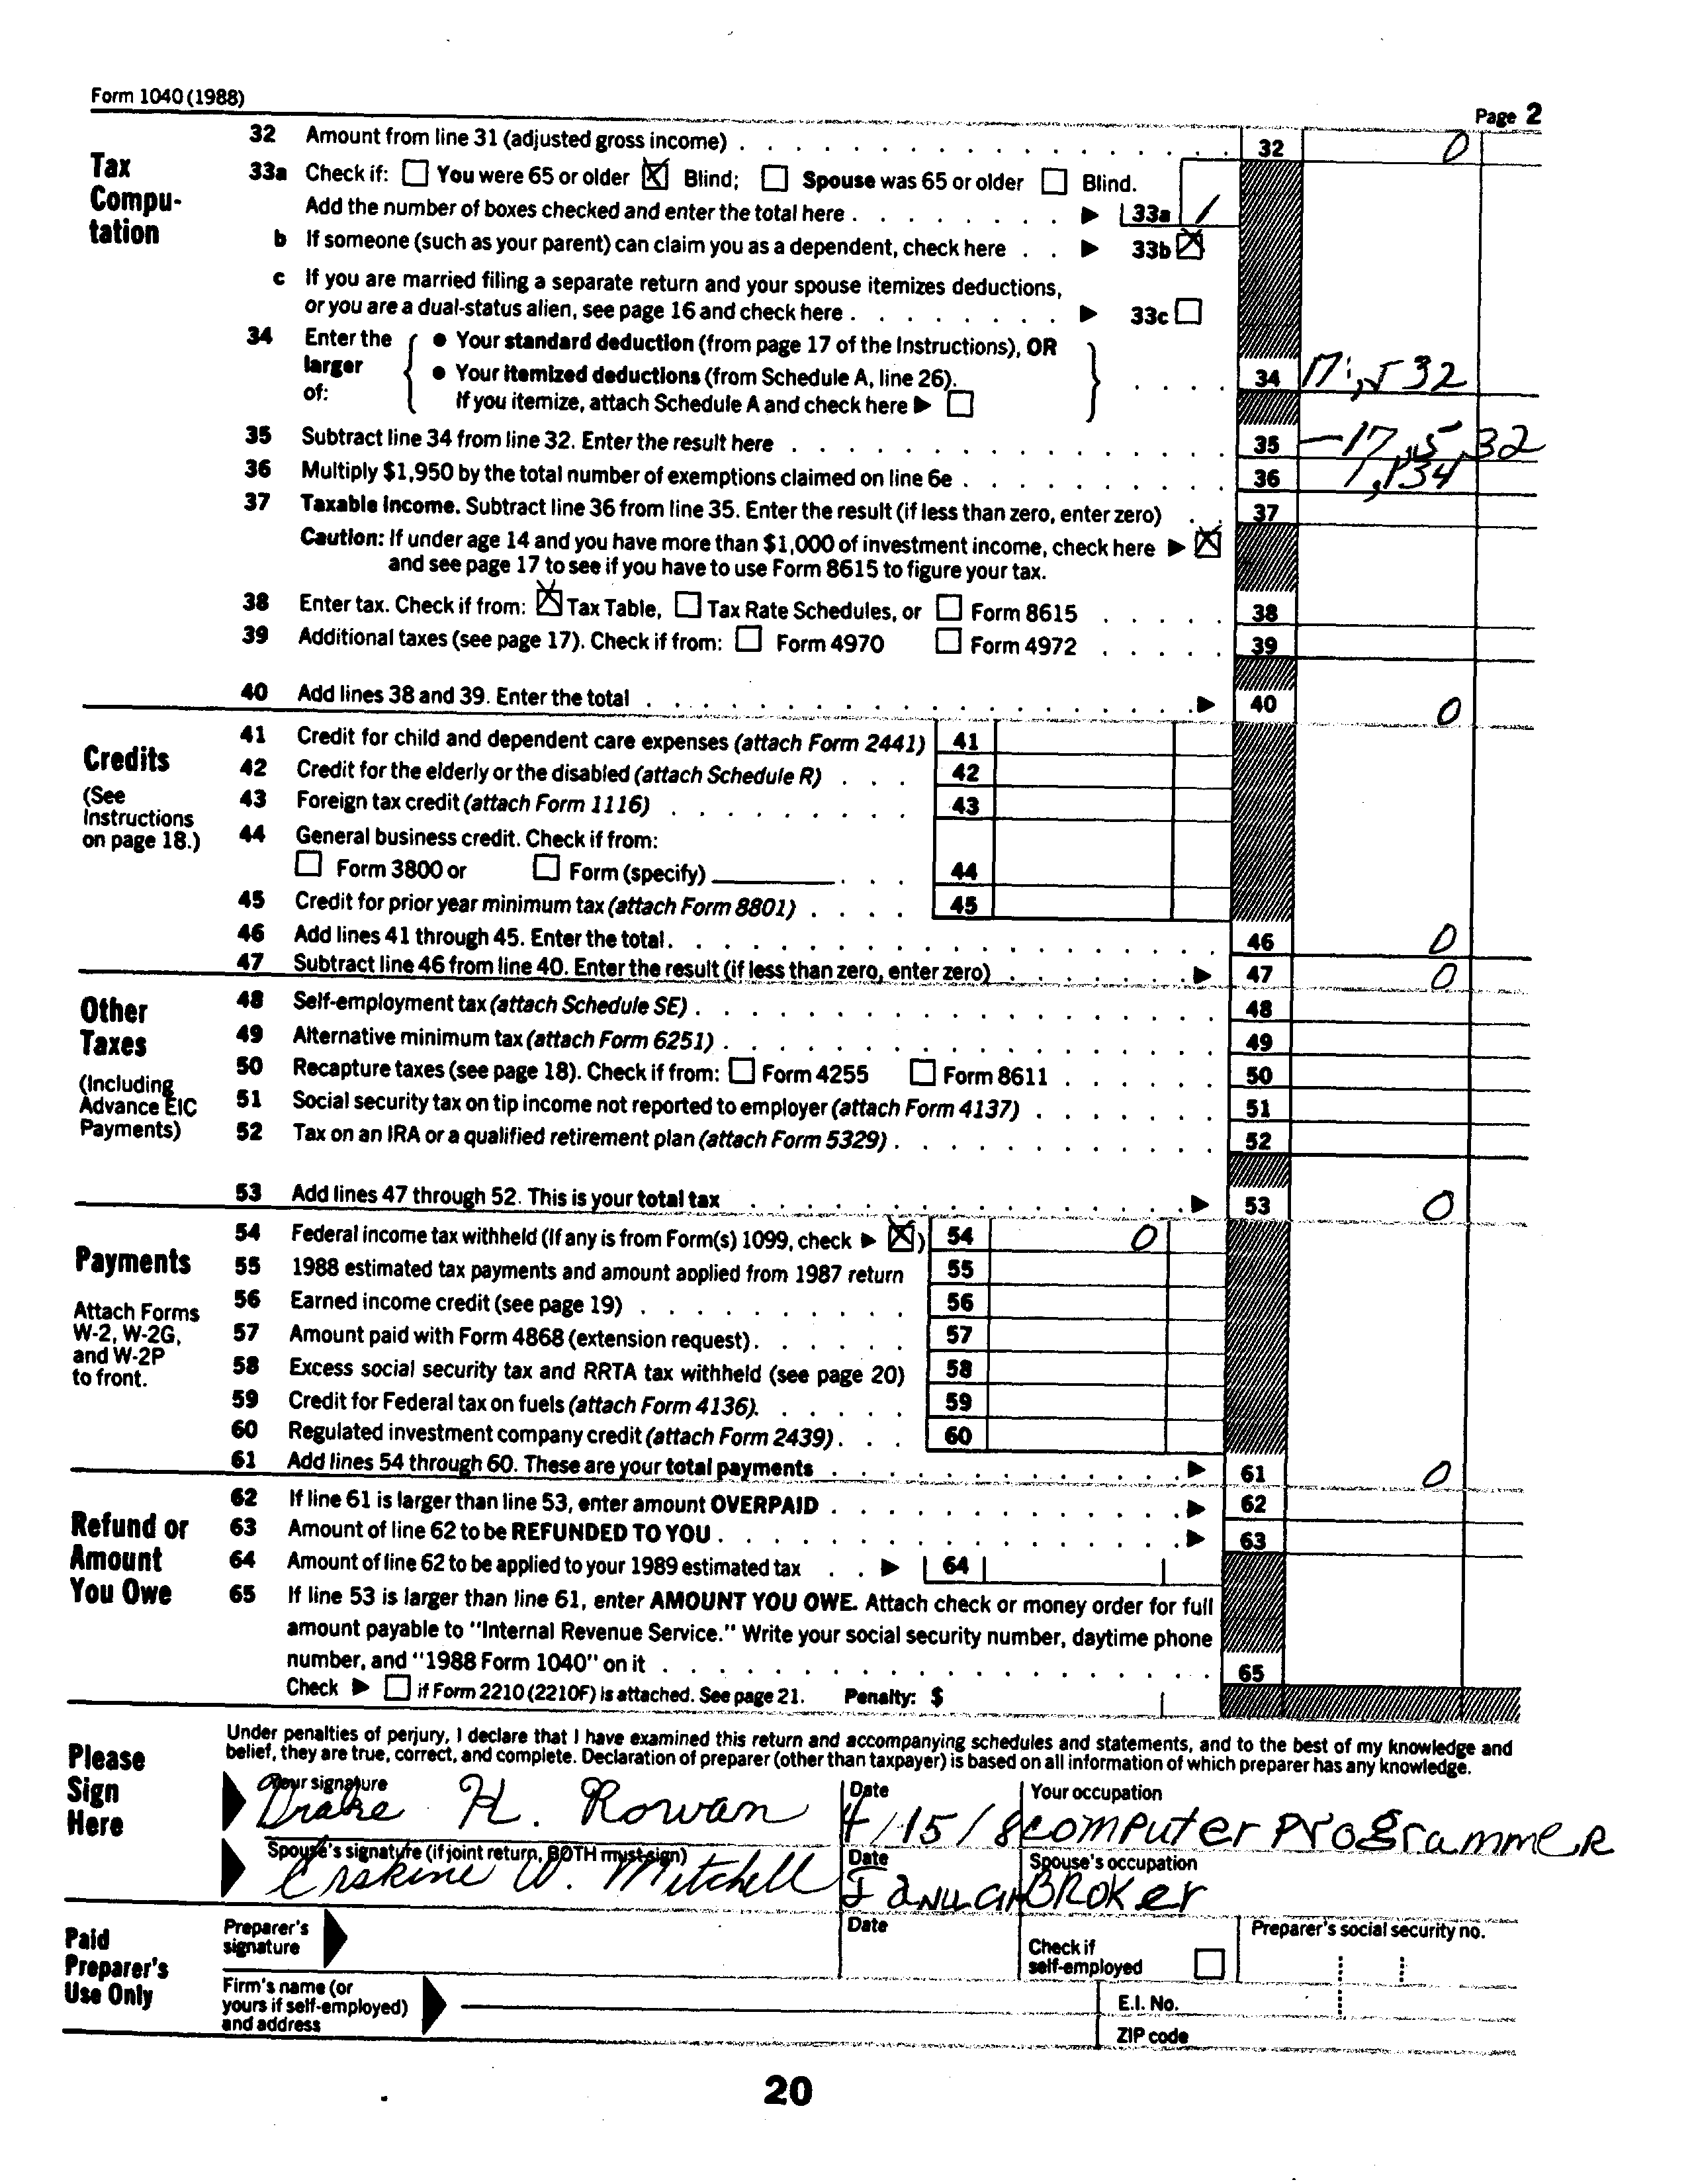 Form 1040 (1988)
Page 2
Tax Compu- tation
32 Amount from line 31 (adjusted gross income) . . . . 32 0
33a Check if: You were 65 or older X Blind; Spouse was 65 or older Blind.
Add the number of boxes checked and enter the total here . . . . 33a 1
b If someone (such as your parent) can claim you as a dependent, check here . . 33b X
c If you are married filing a separate return and your spouse itemizes deductions,
or you are a dual-status alien, see page 16 and check here . . . . 33c
34 Enter the larger of: { • Your standard deduction (from page 17 of the Instructions), OR
• Your itemized deductions (from Schedule A, line 26).
If you itemize, attach Schedule A and check here } . . . . 34 17,532
35 Subtract line 34 from line 32. Enter the result here . . . . 35 -17,532
36 Multiply $1,950 by the total number of exemptions claimed on line 6e . . . . 36 1,134
37 Taxable income. Subtract line 36 from line 35. Enter the result (if less than zero, enter zero) . . 37
Caution: If under age 14 and you have more than $1,000 of investment income, check here X
and see page 17 to see if you have to use Form 8615 to figure your tax.
38 Enter tax. Check if from: X Tax Table, Tax Rate Schedules, or Form 8615 . . . . 38
39 Additional taxes (see page 17). Check if from: Form 4970 Form 4972 . . . . 39
40 Add lines 38 and 39. Enter the total . . . . 40 0
Credits
(See Instructions on page 18.)
41 Credit for child and dependent care expenses (attach Form 2441) 41
42 Credit for the elderly or the disabled (attach Schedule R) . . . 42
43 Foreign tax credit (attach Form 1116) . . . . 43
44 General business credit. Check if from:
Form 3800 or Form (specify) . . . 44
45 Credit for prior year minimum tax (attach Form 8801) . . . . 45
46 Add lines 41 through 45. Enter the total. . . . 46 0
47 Subtract line 46 from line 40. Enter the result (if less than zero, enter zero) . . . . 47 0
Other Taxes
(Including Advance EIC Payments)
48 Self-employment tax (attach Schedule SE) . . . . 48
49 Alternative minimum tax (attach Form 6251) . . . . 49
50 Recapture taxes (see page 18). Check if from: Form 4255 Form 8611 . . . . 50
51 Social security tax on tip income not reported to employer (attach Form 4137) . . . . 51
52 Tax on an IRA or a qualified retirement plan (attach Form 5329) . . . . 52
53 Add lines 47 through 52. This is your total tax . . . . 53 0
Payments
Attach Forms W-2, W-2G, and W-2P to front.
54 Federal income tax withheld (If any is from Form(s) 1099, check X ) 54 0
55 1988 estimated tax payments and amount applied from 1987 return 55
56 Earned income credit (see page 19) . . . . 56
57 Amount paid with Form 4868 (extension request) . . . . 57
58 Excess social security tax and RRTA tax withheld (see page 20) 58
59 Credit for Federal tax on fuels (attach Form 4136). . . . 59
60 Regulated investment company credit (attach Form 2439) . . . 60
61 Add lines 54 through 60. These are your total payments . . . . 61 0
Refund or Amount You Owe
62 If line 61 is larger than line 53, enter amount OVERPAID . . . . 62
63 Amount of line 62 to be REFUNDED TO YOU . . . . 63
64 Amount of line 62 to be applied to your 1989 estimated tax . . 64
65 If line 53 is larger than line 61, enter AMOUNT YOU OWE. Attach check or money order for full
amount payable to "Internal Revenue Service." Write your social security number, daytime phone
number, and "1988 Form 1040" on it . . . . 65
Check if Form 2210 (2210F) is attached. See page 21. Penalty: $
Please Sign Here
Under penalties of perjury, I declare that I have examined this return and accompanying schedules and statements, and to the best of my knowledge and
belief, they are true, correct, and complete. Declaration of preparer (other than taxpayer) is based on all information of which preparer has any knowledge.
Your signature Date Your occupation
Drake H. Rowan 4/15/8 computer Programmer
Spouse's signature (if joint return, BOTH must sign) Date Spouse's occupation
Erskine W. Mitchell Broker
Paid Preparer's Use Only
Preparer's signature Date Check if self-employed Preparer's social security no.
Firm's name (or yours if self-employed) and address
E.I. No.
ZIP code
20